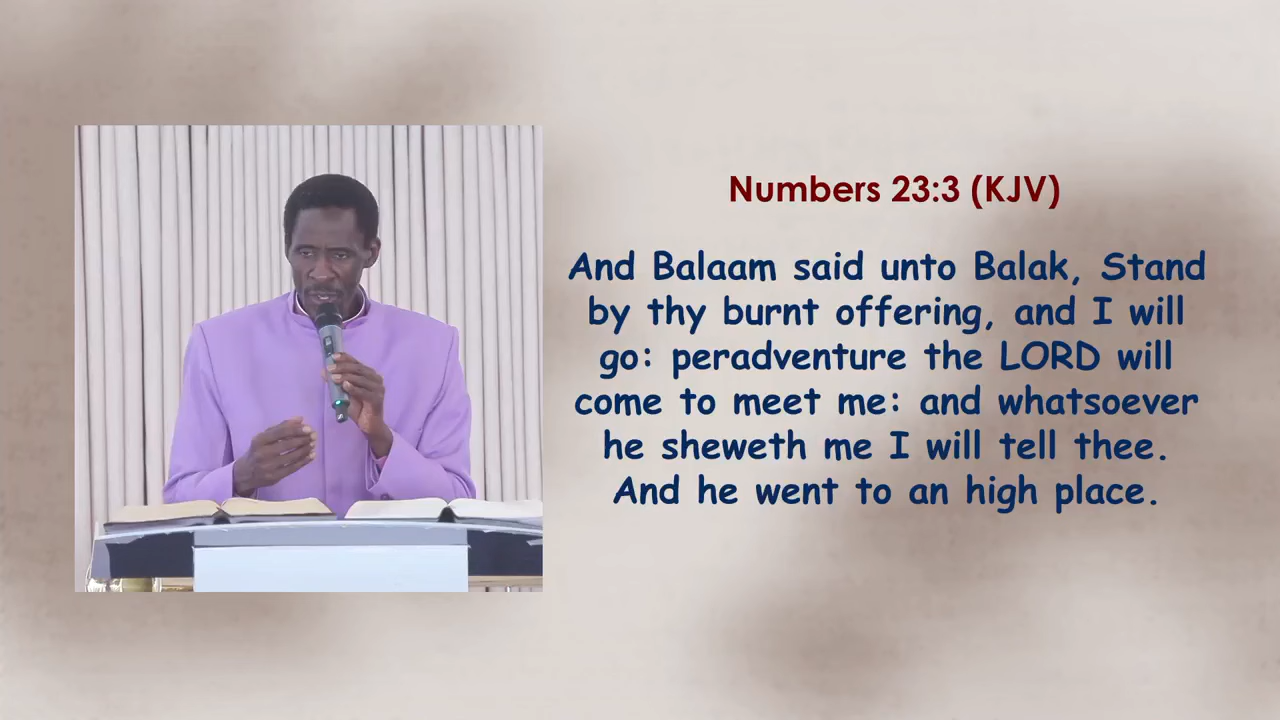 Numbers 23:3 (KJV)
And Balaam said unto Balak, Stand
by thy burnt offering, and I will
go: peradventure the LORD will
come to meet me: and whatsoever
he sheweth me I will tell thee.
And he went to an high place.